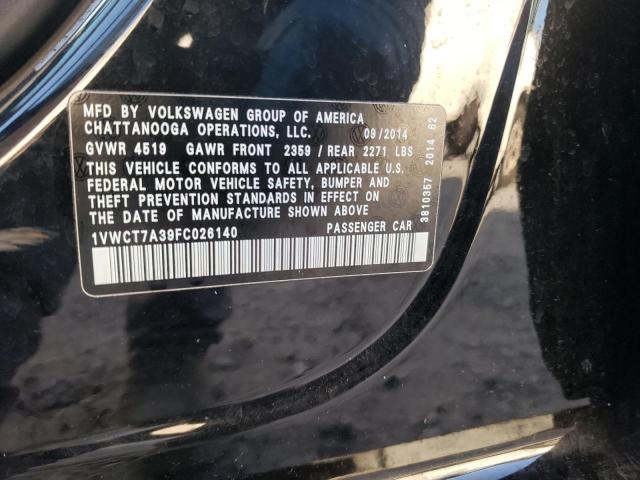 MFD BY VOLKSWAGEN GROUP OF AMERICA
CHATTANOOGA OPERATIONS, LLC. 09/2014
GVWR 4519 GAWR FRONT 2359 / REAR 2271 LBS
THIS VEHICLE CONFORMS TO ALL APPLICABLE U.S.
FEDERAL MOTOR VEHICLE SAFETY, BUMPER AND
THEFT PREVENTION STANDARDS IN EFFECT ON
THE DATE OF MANUFACTURE SHOWN ABOVE
1VWCT7A39FC026140 PASSENGER CAR
3810357 2014 62